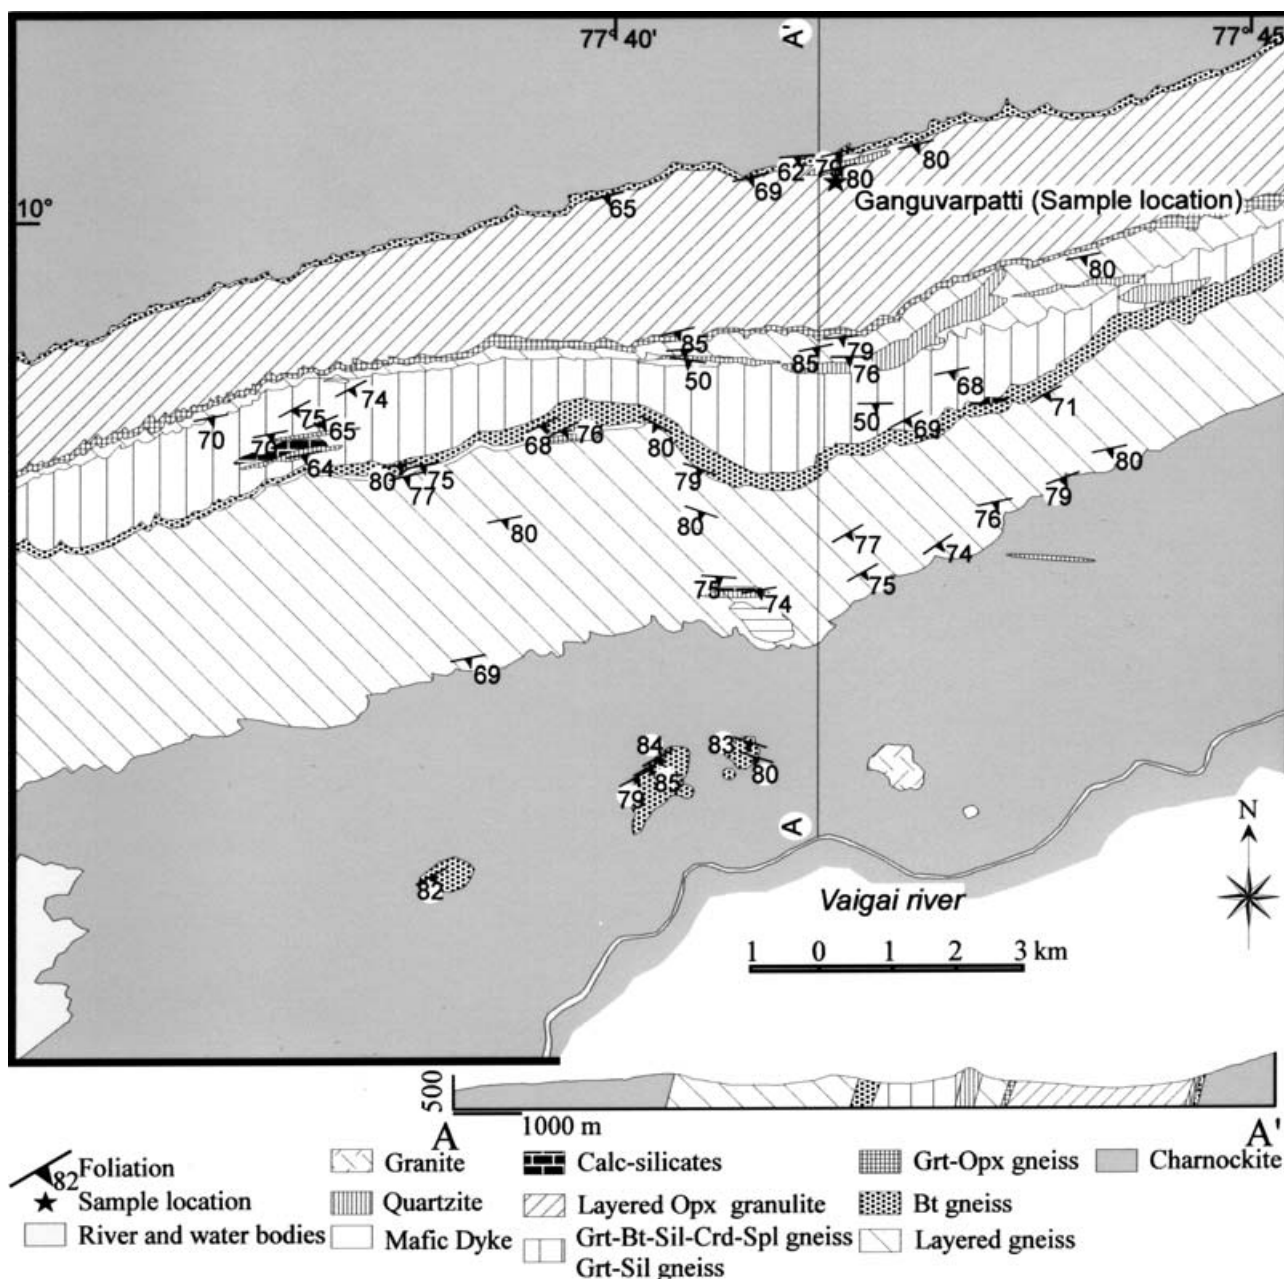 77° 40'
A'
77° 45
62
79
80
80
69
65
10°
Ganguvarpatti (Sample location)
80
85
79
85
76
50
68
74
75
71
70
65
50
69
68
76
80
64
80
80
75
77
79
79
76
80
80
77
74
75
75
74
69
84
83
80
79
85
A
N
82
Vaigai river
1 0 1 2 3 km
500
A
1000 m
A'
82 Foliation
Granite
Calc-silicates
Grt-Opx gneiss
Charnockite
Sample location
Quartzite
Layered Opx granulite
Bt gneiss
River and water bodies
Mafic Dyke
Grt-Bt-Sil-Crd-Spl gneiss
Layered gneiss
Grt-Sil gneiss